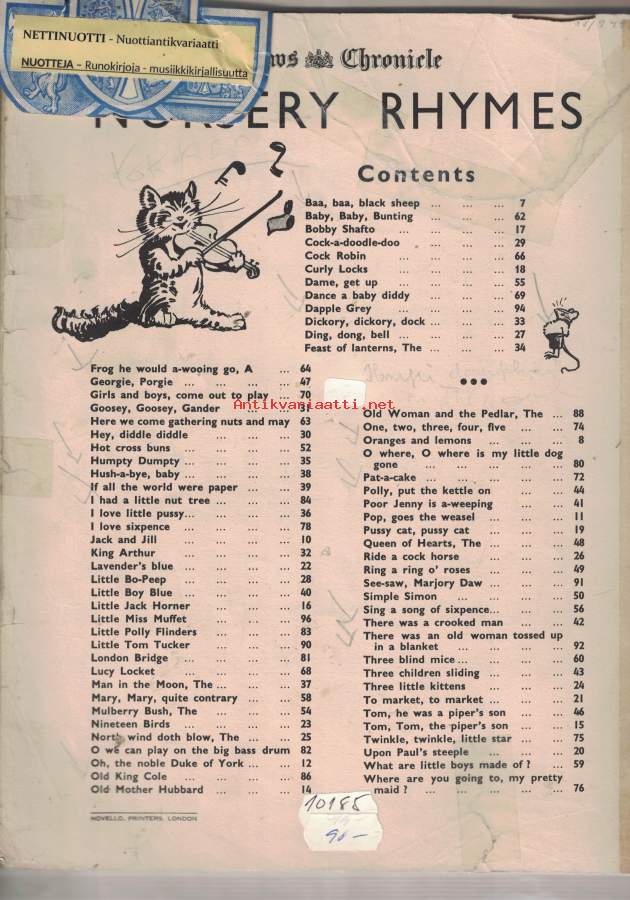 NETTINUOTTI - Nuottiantikvariaatti
NUOTTEJA – Runokirjoja - musiikkikirjallisuutta
ws Chronicle
NURSERY RHYMES
Contents
Baa, baa, black sheep ... ... ... 7
Baby, Baby, Bunting ... ... ... 62
Bobby Shafto ... ... ... 17
Cock-a-doodle-doo ... ... ... 29
Cock Robin ... ... ... 66
Curly Locks ... ... ... 18
Dame, get up ... ... ... 55
Dance a baby diddy ... ... ... 69
Dapple Grey ... ... ... 94
Dickory, dickory, dock ... ... ... 33
Ding, dong, bell ... ... ... 27
Feast of lanterns, The ... ... ... 34
Frog he would a-wooing go, A ... 64
Georgie, Porgie ... ... ... ... 47
Girls and boys, come out to play ... 70
Goosey, Goosey, Gander ... ... 31
Here we come gathering nuts and may 63
Hey, diddle diddle ... ... ... 30
Hot cross buns ... ... ... ... 52
Humpty Dumpty ... ... ... ... 35
Hush-a-bye, baby ... ... ... ... 38
If all the world were paper ... ... 39
I had a little nut tree ... ... ... 84
I love little pussy... ... ... ... 36
I love sixpence ... ... ... ... 78
Jack and Jill ... ... ... ... 10
King Arthur ... ... ... ... 32
Lavender's blue ... ... ... ... 22
Little Bo-Peep ... ... ... ... 28
Little Boy Blue ... ... ... ... 40
Little Jack Horner ... ... ... 16
Little Miss Muffet ... ... ... 96
Little Polly Flinders ... ... ... 83
Little Tom Tucker ... ... ... 90
London Bridge ... ... ... ... 81
Lucy Locket ... ... ... ... 68
Man in the Moon, The ... ... ... 37
Mary, Mary, quite contrary ... ... 58
Mulberry Bush, The ... ... ... 54
Nineteen Birds ... ... ... ... 23
North wind doth blow, The ... ... 25
O we can play on the big bass drum 82
Oh, the noble Duke of York ... ... 12
Old King Cole ... ... ... ... 86
Old Mother Hubbard ... ... ... 14
Old Woman and the Pedlar, The ... 88
One, two, three, four, five ... ... 74
Oranges and lemons ... ... ... 8
O where, O where is my little dog
gone ... ... ... ... ... 80
Pat-a-cake ... ... ... ... ... 72
Polly, put the kettle on ... ... 44
Poor Jenny is a-weeping ... ... 41
Pop, goes the weasel ... ... ... 11
Pussy cat, pussy cat ... ... ... 19
Queen of Hearts, The ... ... ... 48
Ride a cock horse ... ... ... 26
Ring a ring o' roses ... ... ... 49
See-saw, Marjory Daw ... ... ... 91
Simple Simon ... ... ... ... 50
Sing a song of sixpence... ... ... 56
There was a crooked man ... ... 42
There was an old woman tossed up
in a blanket ... ... ... ... 92
Three blind mice ... ... ... ... 60
Three children sliding ... ... ... 43
Three little kittens ... ... ... 24
To market, to market ... ... ... 21
Tom, he was a piper's son ... ... 46
Tom, Tom, the piper's son ... ... 15
Twinkle, twinkle, little star ... ... 75
Upon Paul's steeple ... ... ... 20
What are little boys made of ? ... 59
Where are you going to, my pretty
maid ? ... ... ... ... ... 76
NOVELLO, PRINTERS, LONDON
10185
90 –
Antikvariaatti.net